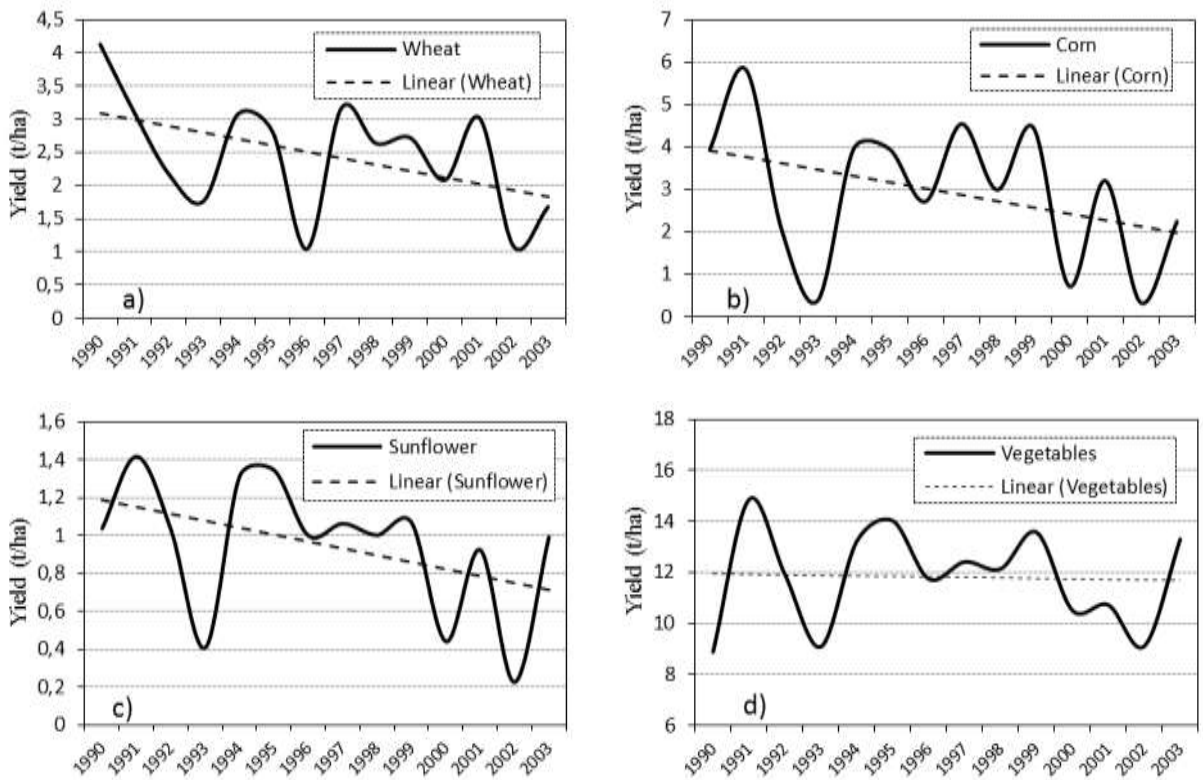 4,5
4
3,5
3
2,5
2
1,5
1
0,5
0
Yield (t/ha)
Wheat
Linear (Wheat)
a)
1990 1991 1992 1993 1994 1995 1996 1997 1998 1999 2000 2001 2002 2003
7
6
5
4
3
2
1
0
Yield (t/ha)
Corn
Linear (Corn)
b)
1990 1991 1992 1993 1994 1995 1996 1997 1998 1999 2000 2001 2002 2003
1,6
1,4
1,2
1
0,8
0,6
0,4
0,2
0
Yield (t/ha)
Sunflower
Linear (Sunflower)
c)
1990 1991 1992 1993 1994 1995 1996 1997 1998 1999 2000 2001 2002 2003
18
16
14
12
10
8
6
Yield (t/ha)
Vegetables
Linear (Vegetables)
d)
1990 1991 1992 1993 1994 1995 1996 1997 1998 1999 2000 2001 2002 2003